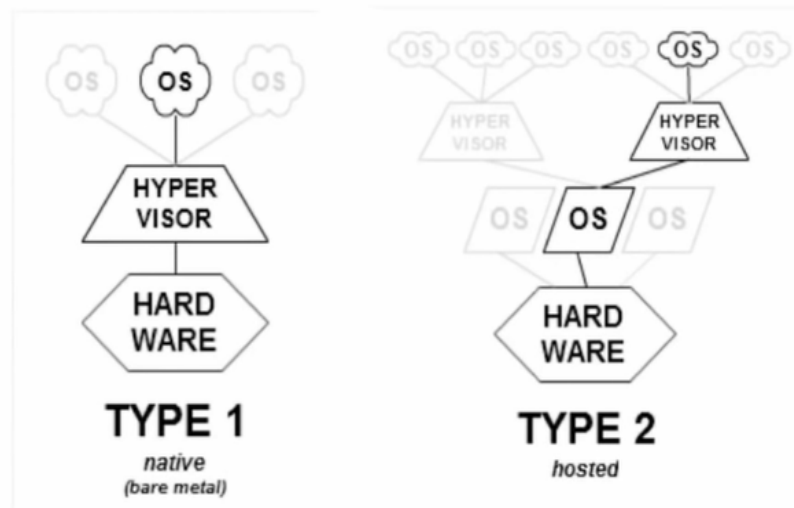 OS OS OS
HYPER
VISOR
HARD
WARE
TYPE 1
native
(bare metal)
OS OS OS OS OS OS
HYPER HYPER
VISOR VISOR
OS OS OS
HARD
WARE
TYPE 2
hosted